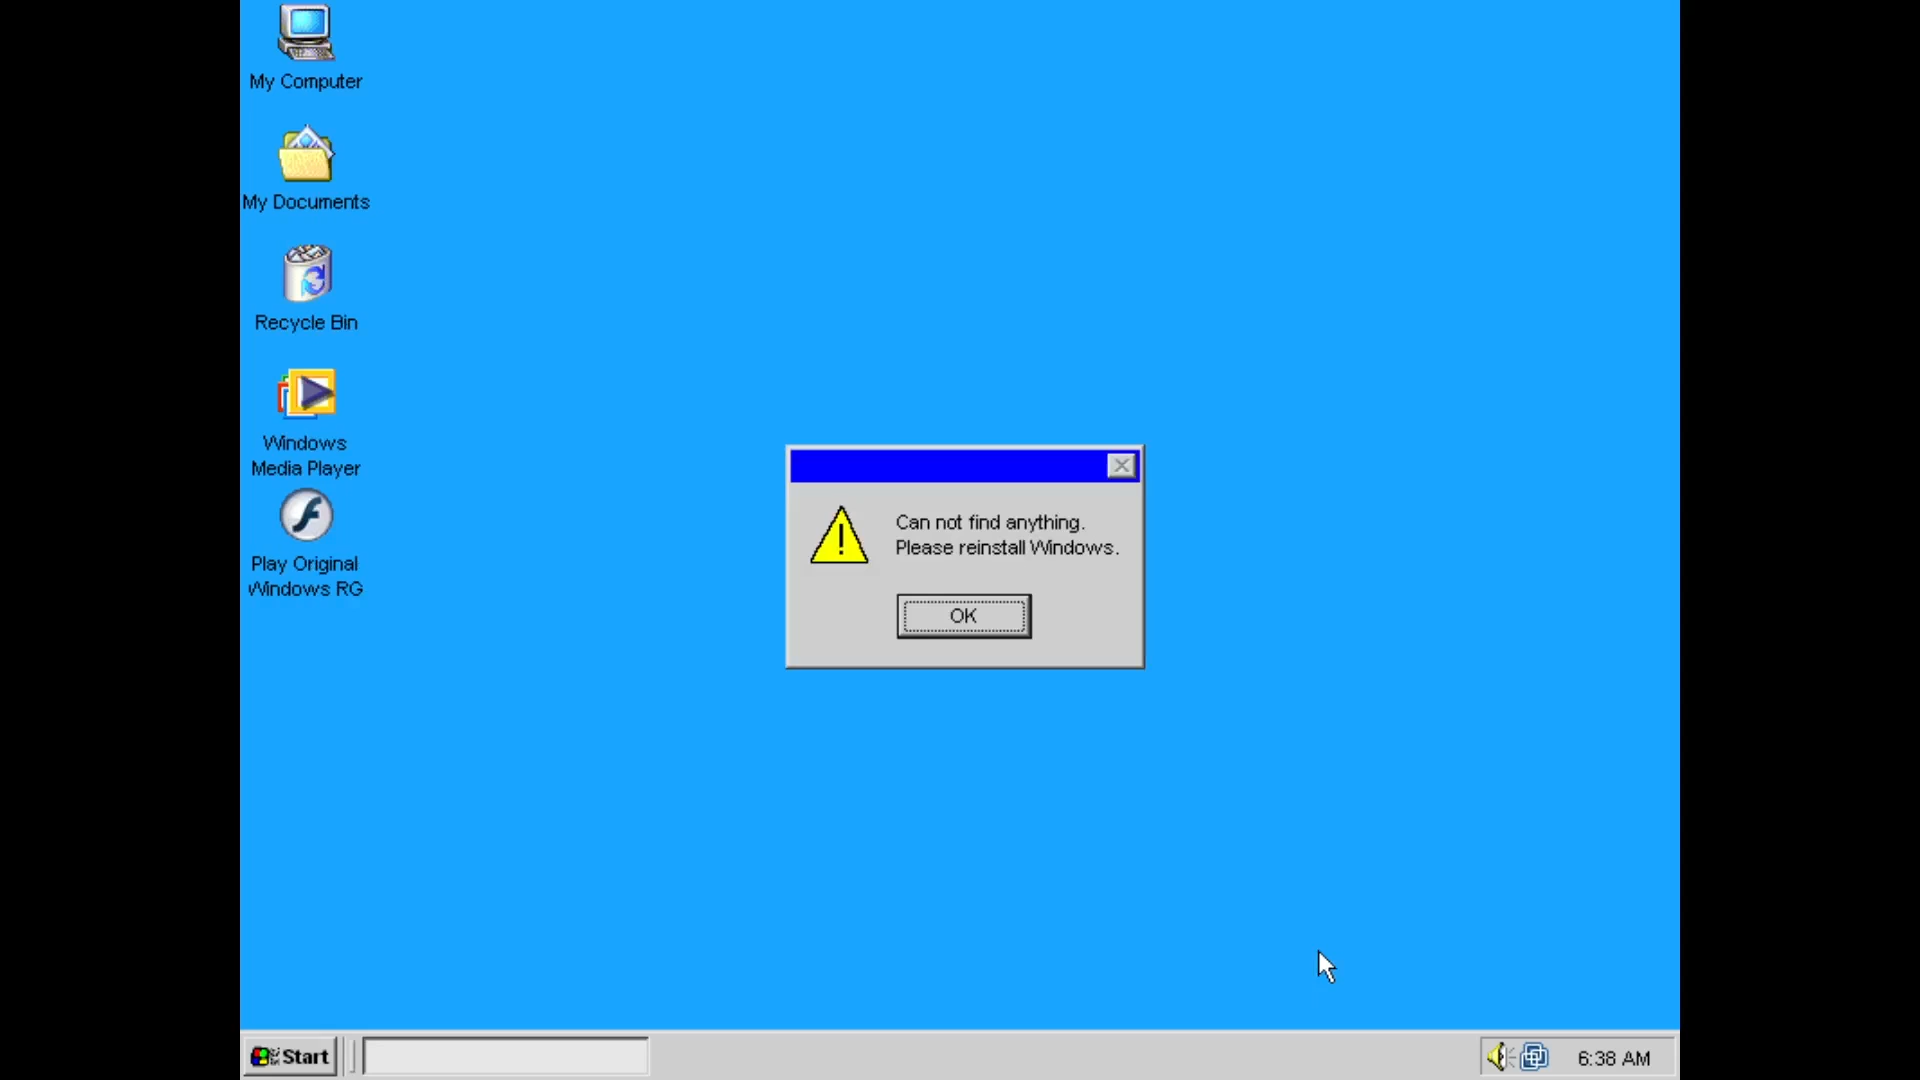 My Computer
My Documents
Recycle Bin
Windows
Media Player
Play Original
Windows RG
Can not find anything.
Please reinstall Windows.
OK
Start
6:38 AM